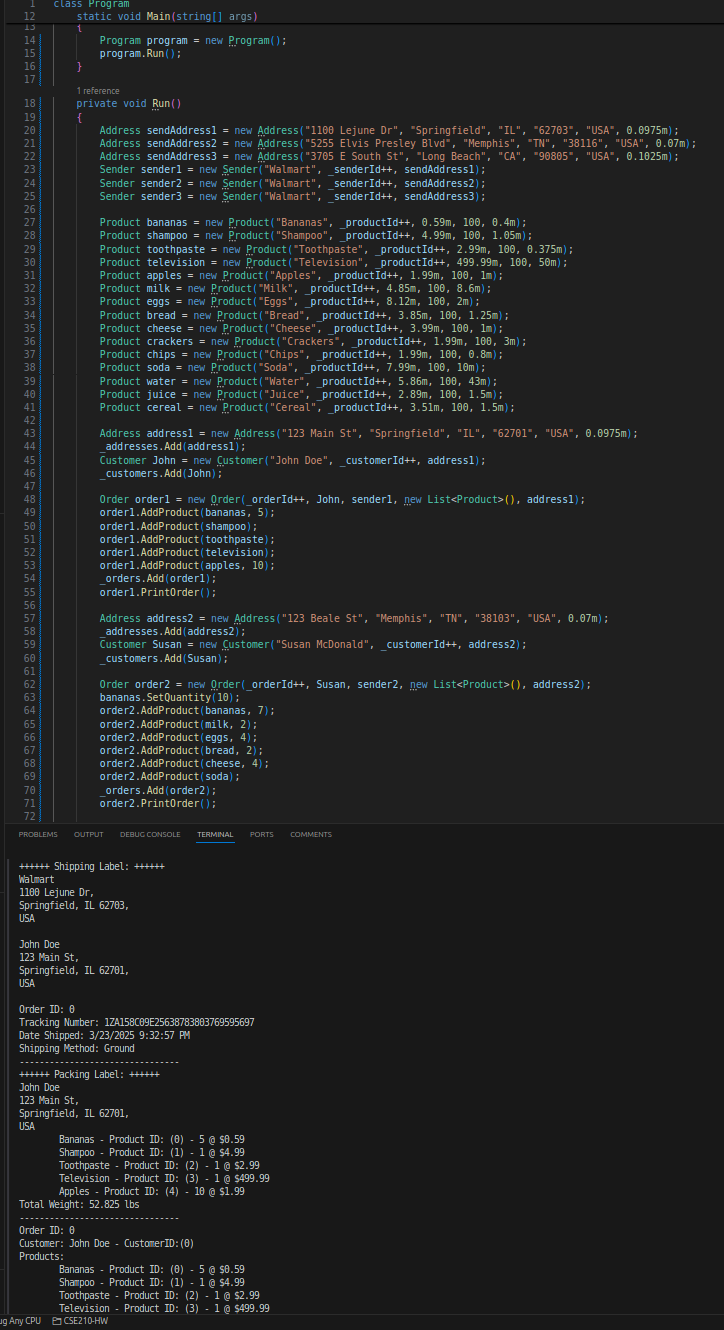 1 class Program
12 static void Main(string[] args)
13 {
14 Program program = new Program();
15 program.Run();
16 }
17
1 reference
18 private void Run()
19 {
20 Address sendAddress1 = new Address("1100 Lejune Dr", "Springfield", "IL", "62703", "USA", 0.0975m);
21 Address sendAddress2 = new Address("5255 Elvis Presley Blvd", "Memphis", "TN", "38116", "USA", 0.07m);
22 Address sendAddress3 = new Address("3705 E South St", "Long Beach", "CA", "90805", "USA", 0.1025m);
23 Sender sender1 = new Sender("Walmart", _senderId++, sendAddress1);
24 Sender sender2 = new Sender("Walmart", _senderId++, sendAddress2);
25 Sender sender3 = new Sender("Walmart", _senderId++, sendAddress3);
26
27 Product bananas = new Product("Bananas", _productId++, 0.59m, 100, 0.4m);
28 Product shampoo = new Product("Shampoo", _productId++, 4.99m, 100, 1.05m);
29 Product toothpaste = new Product("Toothpaste", _productId++, 2.99m, 100, 0.375m);
30 Product television = new Product("Television", _productId++, 499.99m, 100, 50m);
31 Product apples = new Product("Apples", _productId++, 1.99m, 100, 1m);
32 Product milk = new Product("Milk", _productId++, 4.85m, 100, 8.6m);
33 Product eggs = new Product("Eggs", _productId++, 8.12m, 100, 2m);
34 Product bread = new Product("Bread", _productId++, 3.85m, 100, 1.25m);
35 Product cheese = new Product("Cheese", _productId++, 3.99m, 100, 1m);
36 Product crackers = new Product("Crackers", _productId++, 1.99m, 100, 3m);
37 Product chips = new Product("Chips", _productId++, 1.99m, 100, 0.8m);
38 Product soda = new Product("Soda", _productId++, 7.99m, 100, 10m);
39 Product water = new Product("Water", _productId++, 5.86m, 100, 43m);
40 Product juice = new Product("Juice", _productId++, 2.89m, 100, 1.5m);
41 Product cereal = new Product("Cereal", _productId++, 3.51m, 100, 1.5m);
42
43 Address address1 = new Address("123 Main St", "Springfield", "IL", "62701", "USA", 0.0975m);
44 _addresses.Add(address1);
45 Customer John = new Customer("John Doe", _customerId++, address1);
46 _customers.Add(John);
47
48 Order order1 = new Order(_orderId++, John, sender1, new List<Product>(), address1);
49 order1.AddProduct(bananas, 5);
50 order1.AddProduct(shampoo);
51 order1.AddProduct(toothpaste);
52 order1.AddProduct(television);
53 order1.AddProduct(apples, 10);
54 _orders.Add(order1);
55 order1.PrintOrder();
56
57 Address address2 = new Address("123 Beale St", "Memphis", "TN", "38103", "USA", 0.07m);
58 _addresses.Add(address2);
59 Customer Susan = new Customer("Susan McDonald", _customerId++, address2);
60 _customers.Add(Susan);
61
62 Order order2 = new Order(_orderId++, Susan, sender2, new List<Product>(), address2);
63 bananas.SetQuantity(10);
64 order2.AddProduct(bananas, 7);
65 order2.AddProduct(milk, 2);
66 order2.AddProduct(eggs, 4);
67 order2.AddProduct(bread, 2);
68 order2.AddProduct(cheese, 4);
69 order2.AddProduct(soda);
70 _orders.Add(order2);
71 order2.PrintOrder();
72
PROBLEMS OUTPUT DEBUG CONSOLE TERMINAL PORTS COMMENTS
++++++ Shipping Label: ++++++
Walmart
1100 Lejune Dr,
Springfield, IL 62703,
USA
John Doe
123 Main St,
Springfield, IL 62701,
USA
Order ID: 0
Tracking Number: 1ZA158C09E25638783803769595697
Date Shipped: 3/23/2025 9:32:57 PM
Shipping Method: Ground
--------------------------------
++++++ Packing Label: ++++++
John Doe
123 Main St,
Springfield, IL 62701,
USA
Bananas - Product ID: (0) - 5 @ $0.59
Shampoo - Product ID: (1) - 1 @ $4.99
Toothpaste - Product ID: (2) - 1 @ $2.99
Television - Product ID: (3) - 1 @ $499.99
Apples - Product ID: (4) - 10 @ $1.99
Total Weight: 52.825 lbs
--------------------------------
Order ID: 0
Customer: John Doe - CustomerID:(0)
Products:
Bananas - Product ID: (0) - 5 @ $0.59
Shampoo - Product ID: (1) - 1 @ $4.99
Toothpaste - Product ID: (2) - 1 @ $2.99
Television - Product ID: (3) - 1 @ $499.99
ug Any CPU CSE210-HW